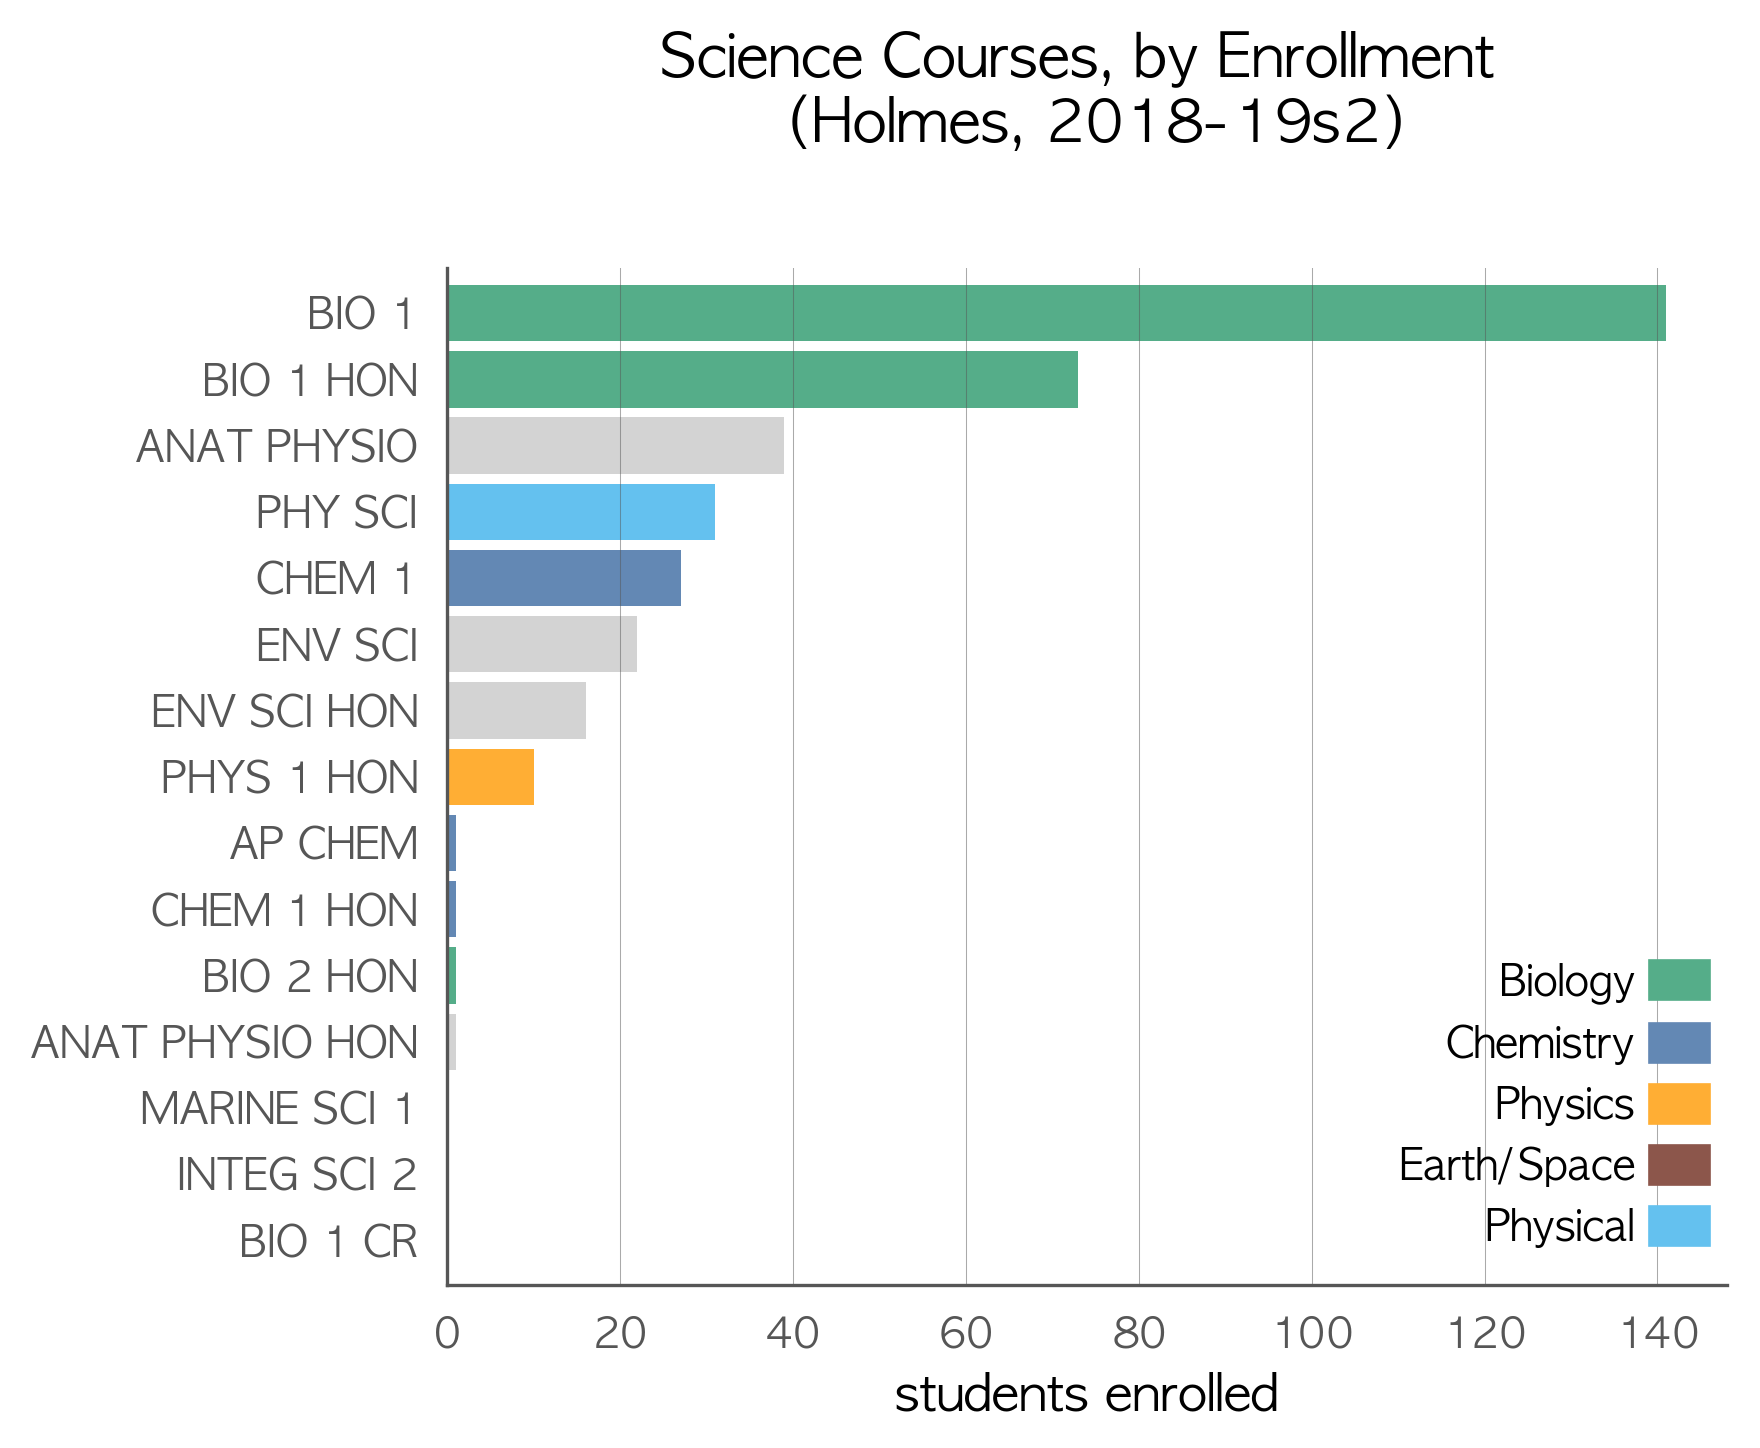 Science Courses, by Enrollment
(Holmes, 2018-19s2)
BIO 1
BIO 1 HON
ANAT PHYSIO
PHY SCI
CHEM 1
ENV SCI
ENV SCI HON
PHYS 1 HON
AP CHEM
CHEM 1 HON
BIO 2 HON
ANAT PHYSIO HON
MARINE SCI 1
INTEG SCI 2
BIO 1 CR
Biology
Chemistry
Physics
Earth/Space
Physical
0 20 40 60 80 100 120 140
students enrolled